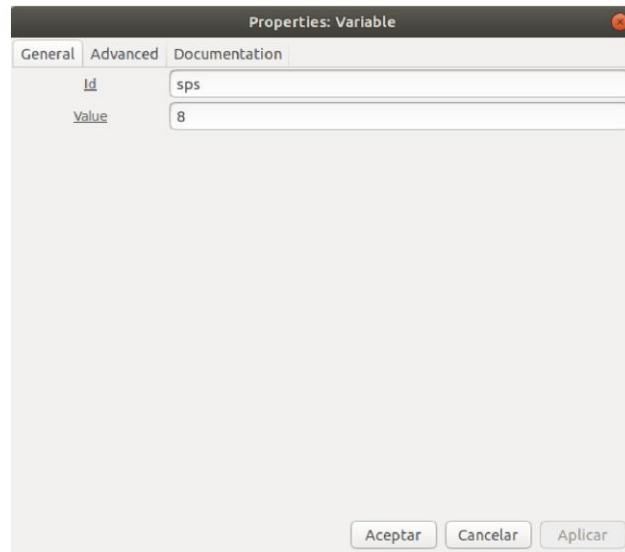 Properties: Variable
General Advanced Documentation
Id sps
Value 8
Aceptar Cancelar Aplicar